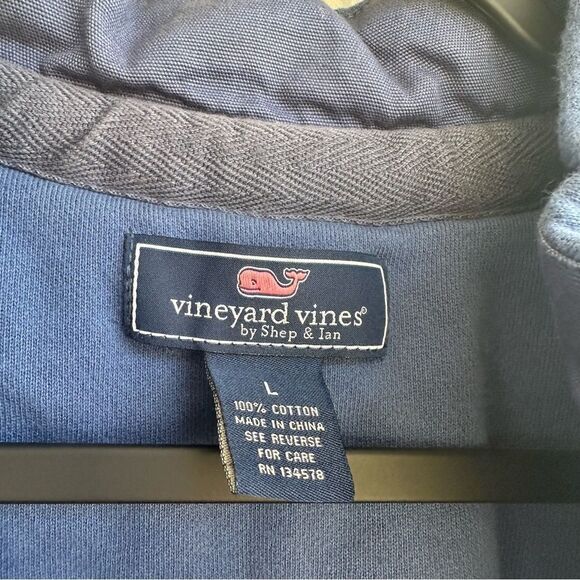 vineyard vines®
by Shep & Ian
L
100% COTTON
MADE IN CHINA
SEE REVERSE
FOR CARE
RN 134578